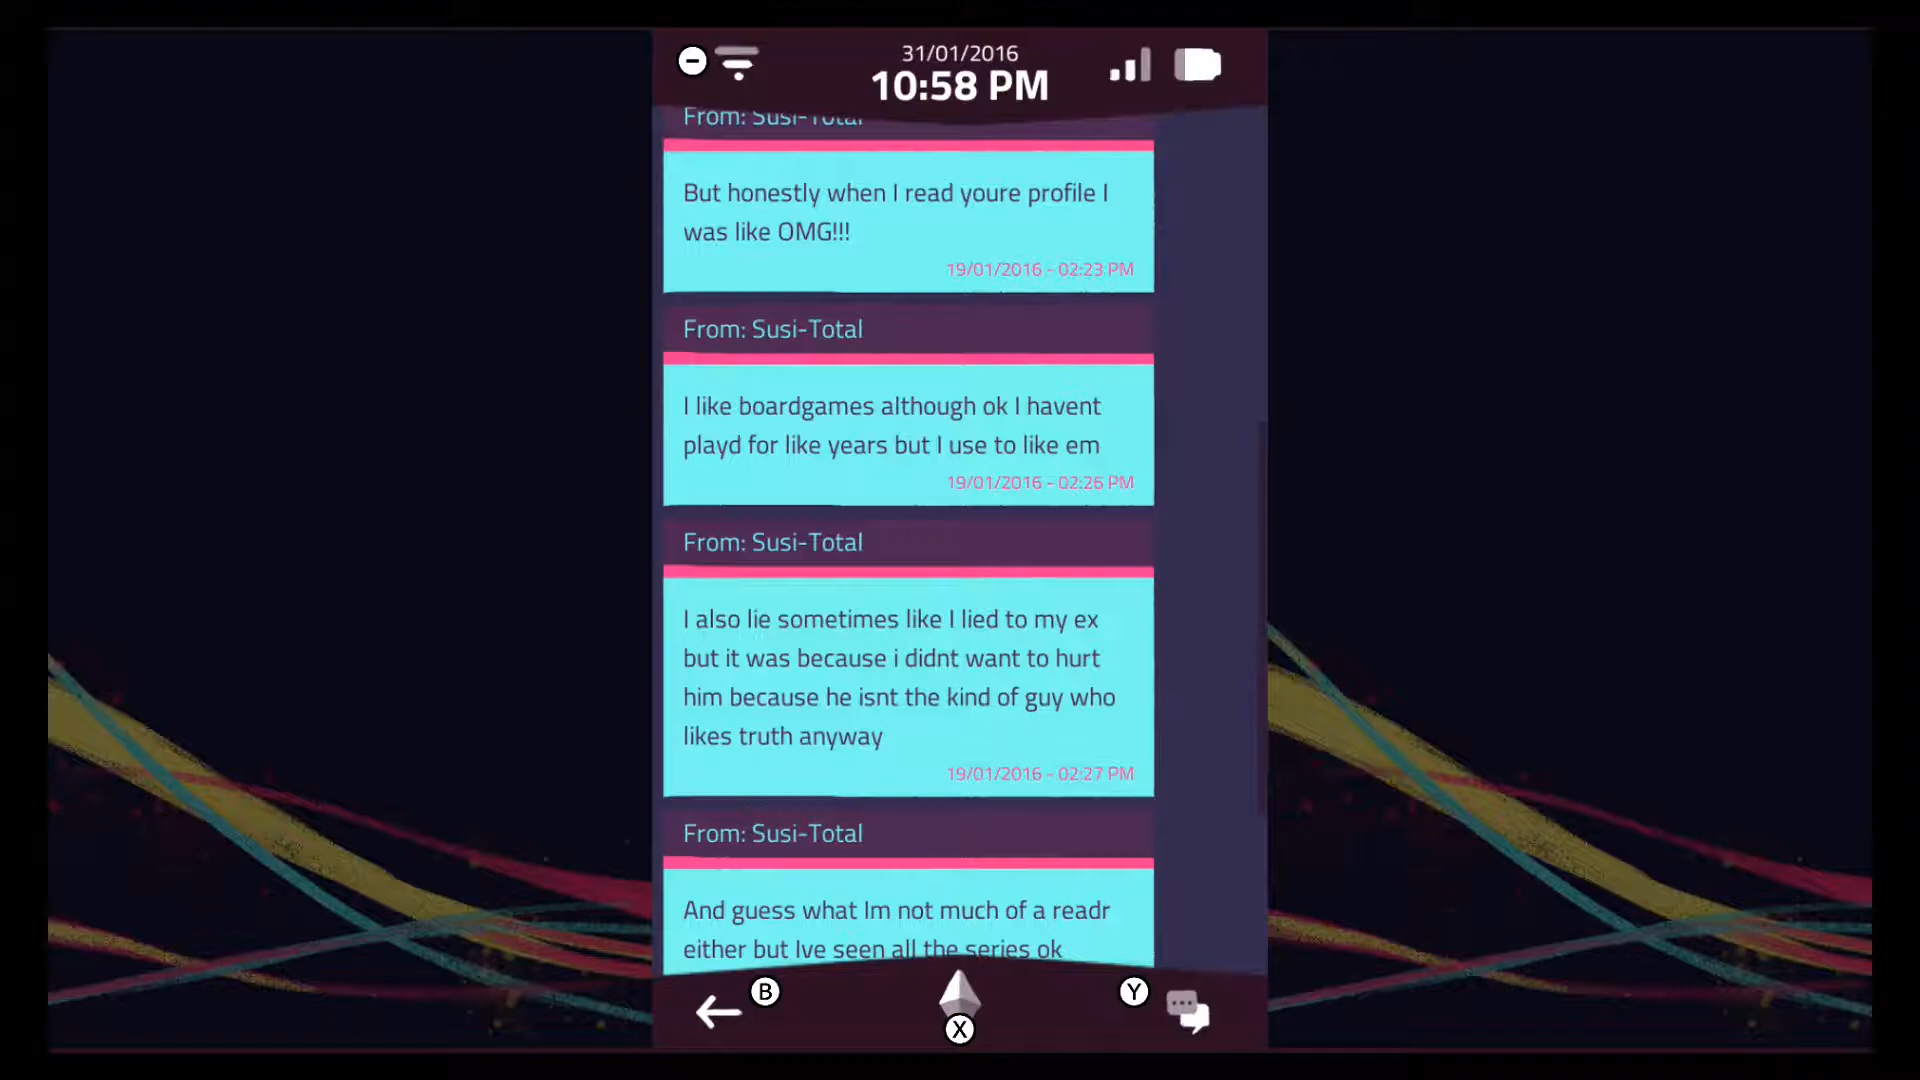 31/01/2016
10:58 PM
From: Susi-Total
But honestly when I read youre profile I
was like OMG!!!
19/01/2016 - 02:23 PM
From: Susi-Total
I like boardgames although ok I havent
playd for like years but I use to like em
19/01/2016 - 02:26 PM
From: Susi-Total
I also lie sometimes like I lied to my ex
but it was because i didnt want to hurt
him because he isnt the kind of guy who
likes truth anyway
19/01/2016 - 02:27 PM
From: Susi-Total
And guess what Im not much of a readr
either but Ive seen all the series ok
B
X
Y